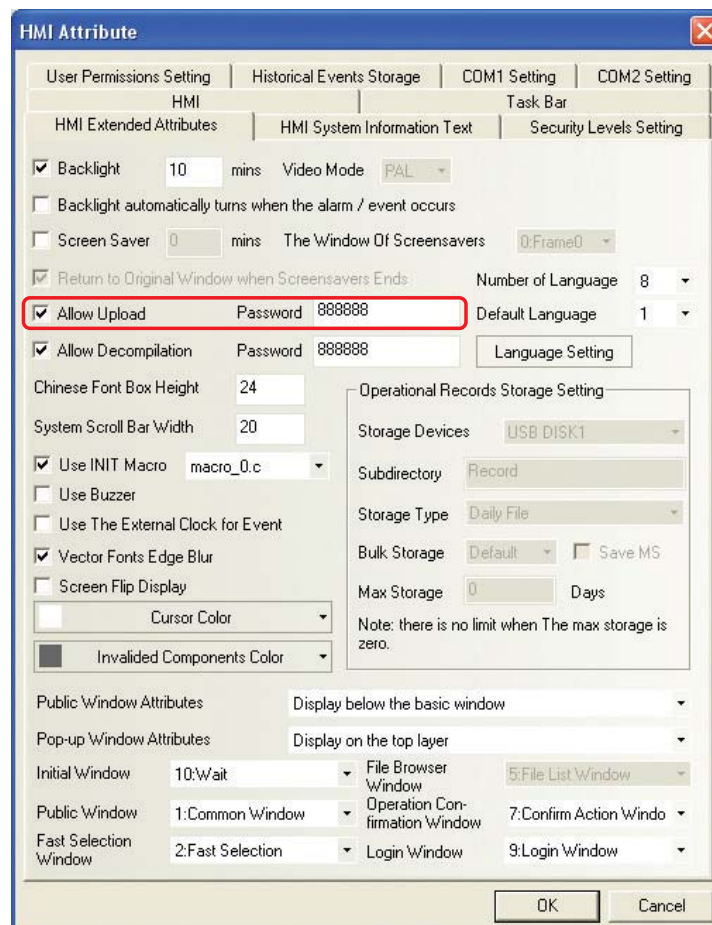 HMI Attribute
User Permissions Setting Historical Events Storage COM1 Setting COM2 Setting
HMI Task Bar
HMI Extended Attributes HMI System Information Text Security Levels Setting
Backlight 10 mins Video Mode PAL
Backlight automatically turns when the alarm / event occurs
Screen Saver 0 mins The Window Of Screensavers 0:Frame0
Return to Original Window when Screensavers Ends Number of Language 8
Allow Upload Password 888888 Default Language 1
Allow Decompilation Password 888888 Language Setting
Chinese Font Box Height 24 Operational Records Storage Setting
System Scroll Bar Width 20 Storage Devices USB DISK1
Use INIT Macro macro_0.c Subdirectory Record
Use Buzzer
Use The External Clock for Event Storage Type Daily File
Vector Fonts Edge Blur Bulk Storage Default Save MS
Screen Flip Display Max Storage 0 Days
Cursor Color Note: there is no limit when The max storage is
zero.
Invalided Components Color
Public Window Attributes Display below the basic window
Pop-up Window Attributes Display on the top layer
Initial Window 10:Wait File Browser
Window 5:File List Window
Public Window 1:Common Window Operation Con-
firmation Window 7:Confirm Action Windo
Fast Selection
Window 2:Fast Selection Login Window 9:Login Window
OK Cancel